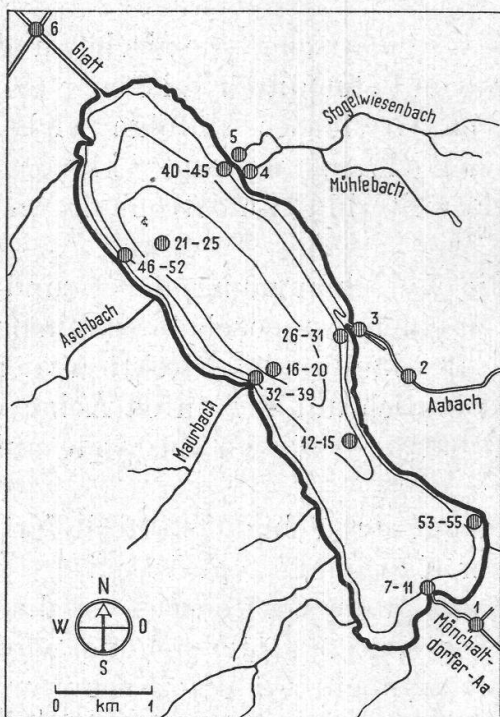 6
Glatt
Stogelwiesenbach
5
4
40-45
Mühlebach
21-25
46-52
Aschbach
3
26-31
2
16-20
32-39
Aabach
Maurbach
12-15
53-55
7-11
1
Mönchalt-
dorfer-Aa
N
W O
S
0 km 1